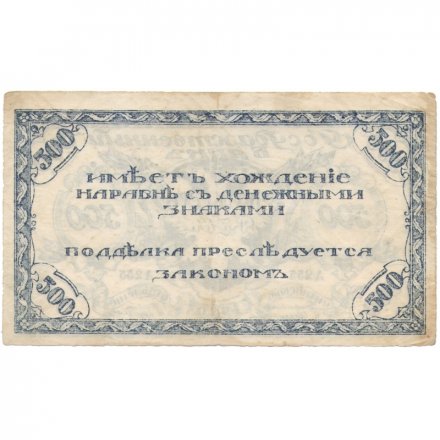 500 500
имѣетъ хожденіе
наравнѣ съ денежными
знаками
поддѣлка преслѣдуется
закономъ
500 500